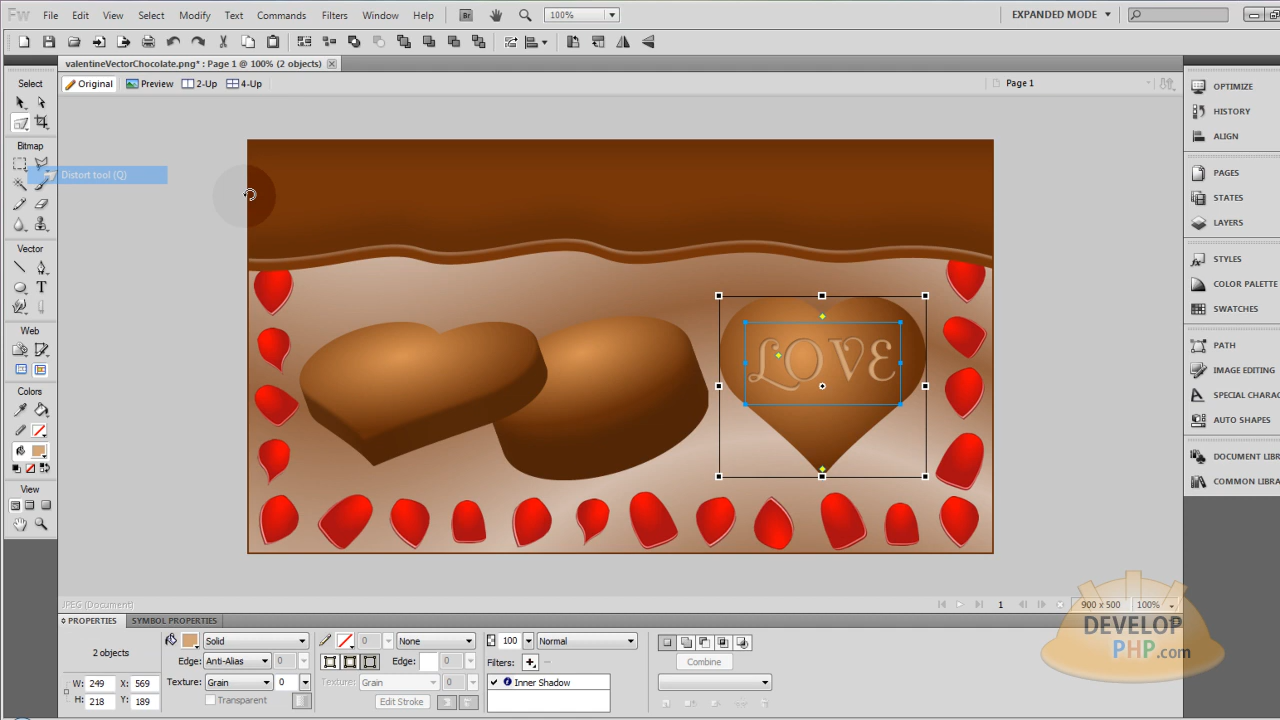 Fw File Edit View Select Modify Text Commands Filters Window Help Br 100% EXPANDED MODE
valentineVectorChocolate.png* : Page 1 @ 100% (2 objects)
Original Preview 2-Up 4-Up Page 1
Select
Bitmap
Distort tool (Q)
Vector
T
Web
Colors
View
LOVE
OPTIMIZE
HISTORY
ALIGN
PAGES
STATES
LAYERS
STYLES
COLOR PALETTE
SWATCHES
PATH
IMAGE EDITING
SPECIAL CHARAC
AUTO SHAPES
DOCUMENT LIBR
COMMON LIBRA
JPEG (Document) 1 900 x 500 100%
PROPERTIES SYMBOL PROPERTIES
2 objects
Solid 0 None 100 Normal
Edge: Anti-Alias 0 Edge: 0 Filters:
Texture: Grain 0 Texture: Grain 0 Inner Shadow
Transparent Edit Stroke
W: 249 X: 569
H: 218 Y: 189
Combine
DEVELOP
PHP.com